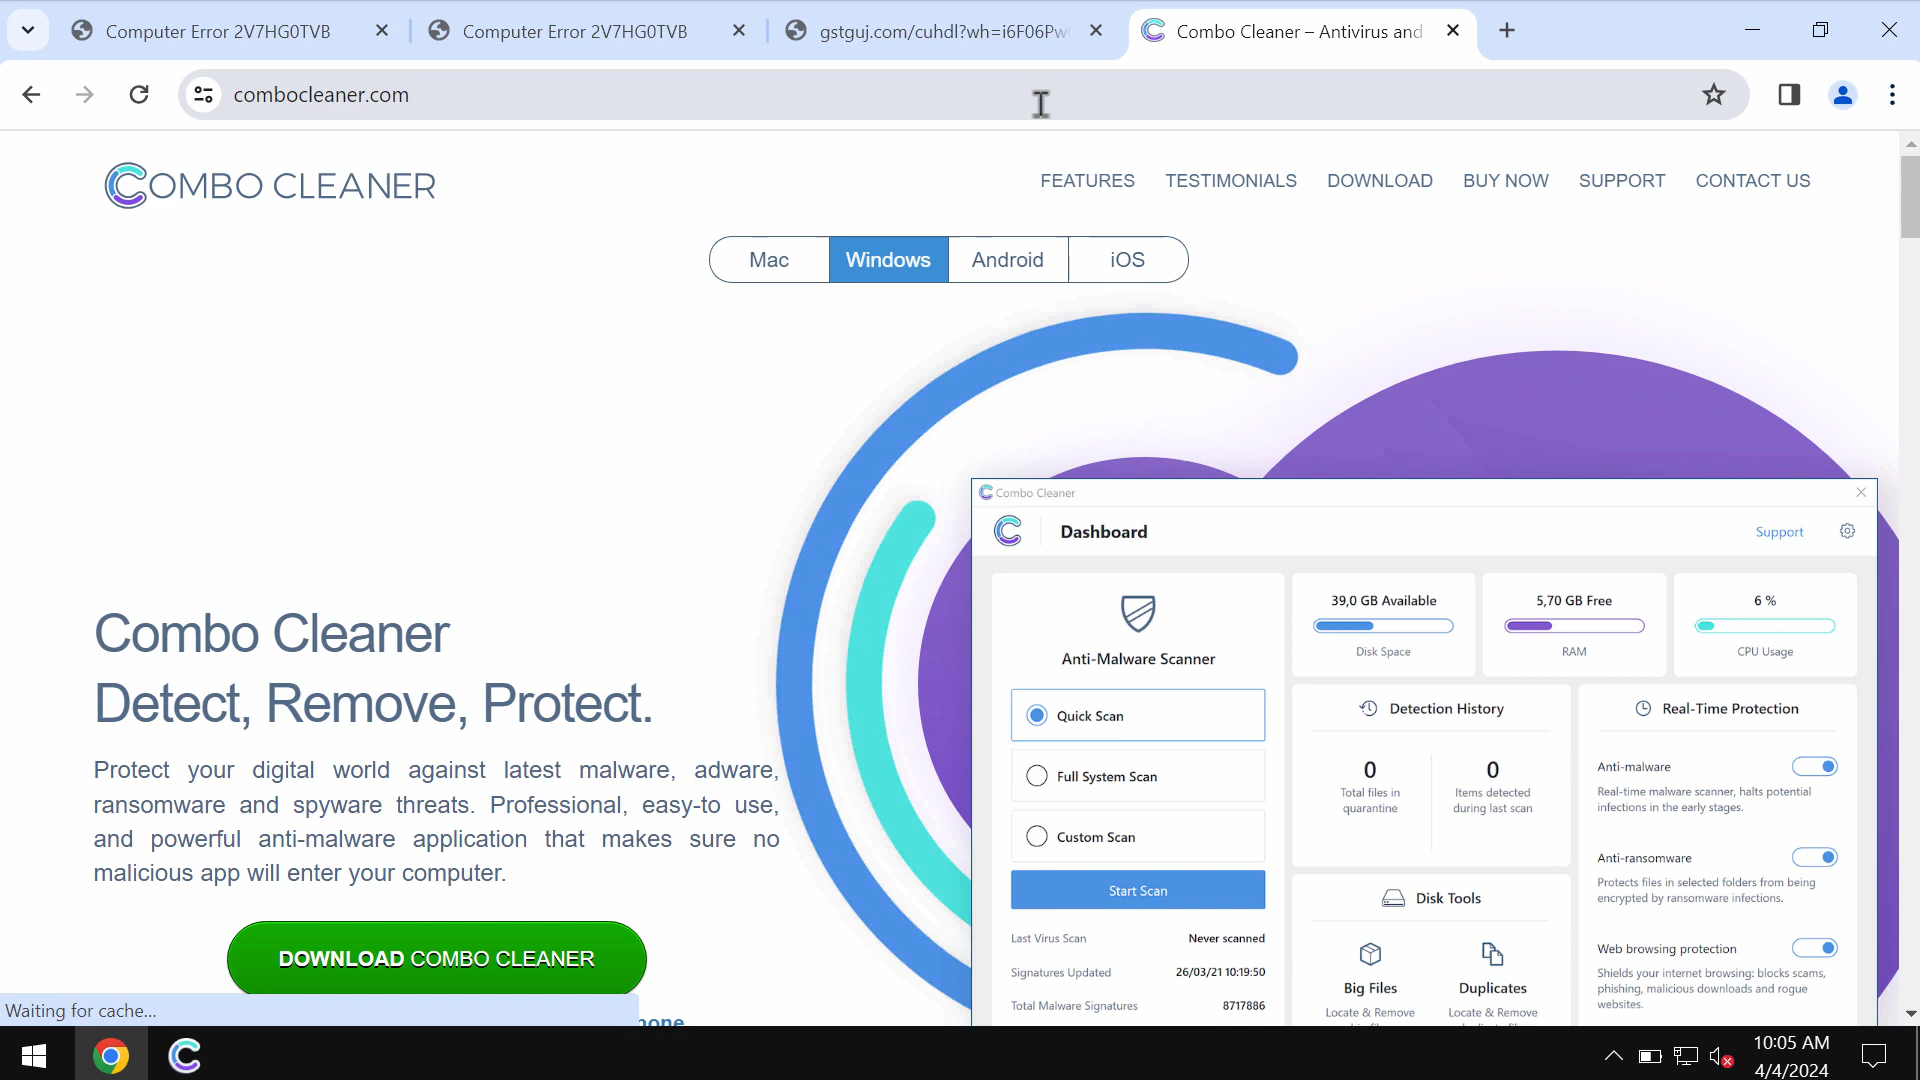 Computer Error 2V7HG0TVB
Computer Error 2V7HG0TVB
gstguj.com/cuhdl?wh=i6F06Pw
Combo Cleaner – Antivirus and
combocleaner.com
COMBO CLEANER
FEATURES
TESTIMONIALS
DOWNLOAD
BUY NOW
SUPPORT
CONTACT US
Mac
Windows
Android
iOS
Combo Cleaner
Dashboard
Support
Anti-Malware Scanner
Quick Scan
Full System Scan
Custom Scan
Start Scan
Last Virus Scan
Never scanned
Signatures Updated
26/03/21 10:19:50
Total Malware Signatures
8717886
39,0 GB Available
Disk Space
5,70 GB Free
RAM
6 %
CPU Usage
Detection History
0
Total files in
quarantine
0
Items detected
during last scan
Disk Tools
Big Files
Locate & Remove
Duplicates
Locate & Remove
Real-Time Protection
Anti-malware
Real-time malware scanner, halts potential
infections in the early stages.
Anti-ransomware
Protects files in selected folders from being
encrypted by ransomware infections.
Web browsing protection
Shields your internet browsing: blocks scams,
phishing, malicious downloads and rogue
websites.
Combo Cleaner
Detect, Remove, Protect.
Protect your digital world against latest malware, adware,
ransomware and spyware threats. Professional, easy-to use,
and powerful anti-malware application that makes sure no
malicious app will enter your computer.
DOWNLOAD COMBO CLEANER
Waiting for cache...
10:05 AM
4/4/2024